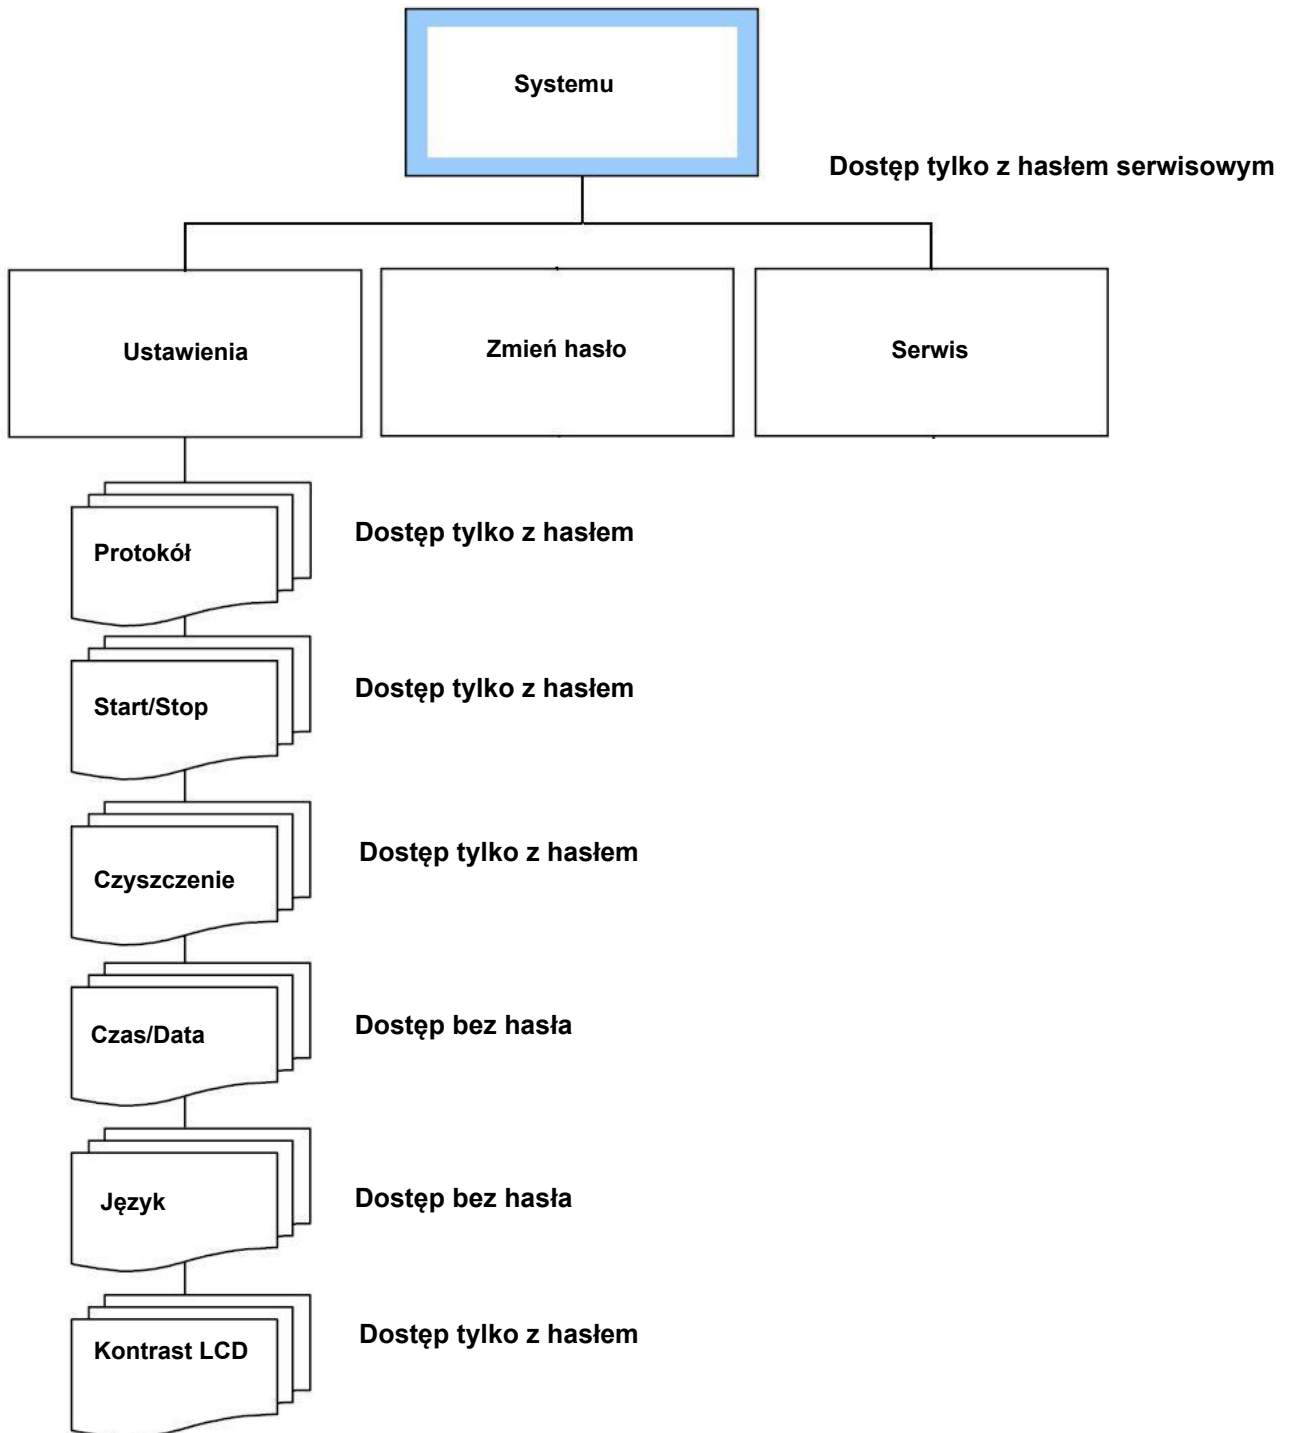 Systemu
Dostęp tylko z hasłem serwisowym
Ustawienia
Zmień hasło
Serwis
Protokół
Dostęp tylko z hasłem
Start/Stop
Dostęp tylko z hasłem
Czyszczenie
Dostęp tylko z hasłem
Czas/Data
Dostęp bez hasła
Język
Dostęp bez hasła
Kontrast LCD
Dostęp tylko z hasłem